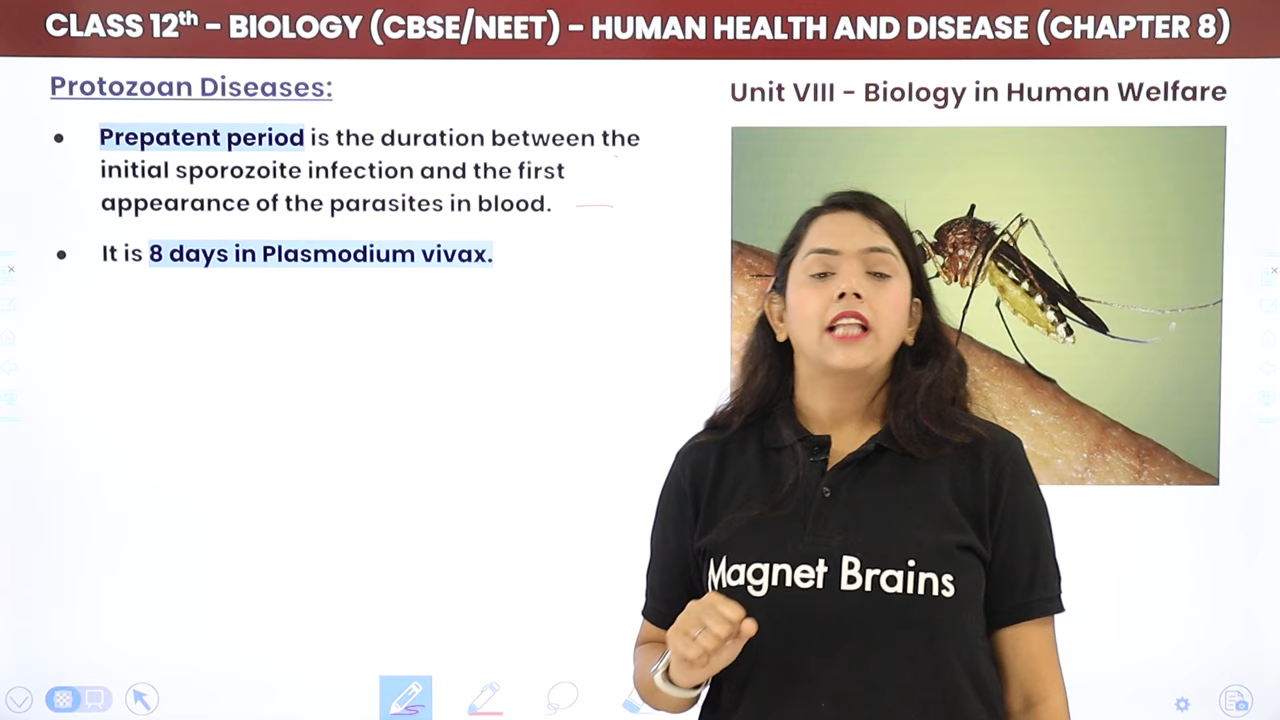 CLASS 12th - BIOLOGY (CBSE/NEET) - HUMAN HEALTH AND DISEASE (CHAPTER 8)
Protozoan Diseases:
Unit VIII - Biology in Human Welfare
Prepatent period is the duration between the
initial sporozoite infection and the first
appearance of the parasites in blood.
It is 8 days in Plasmodium vivax.
Magnet Brains